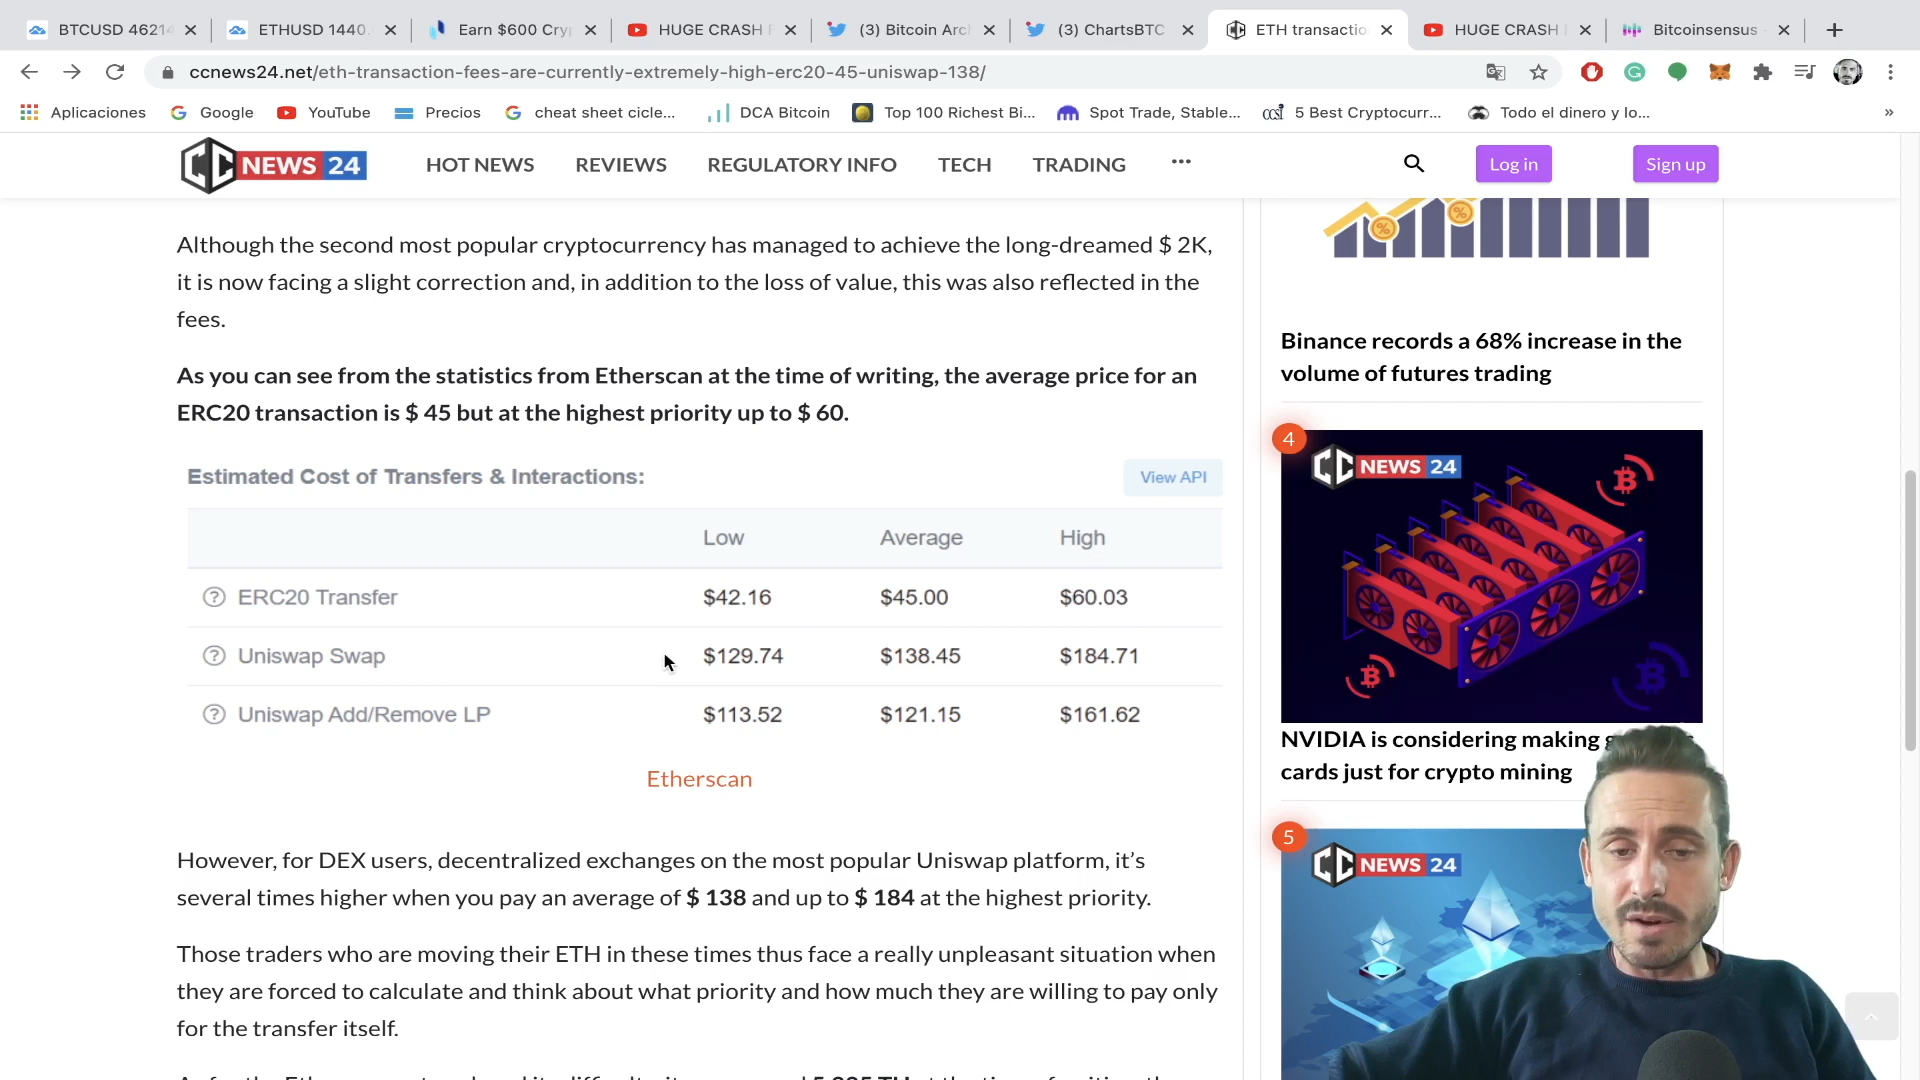 BTCUSD 46214
ETHUSD 1440.
Earn $600 Cry
HUGE CRASH
(3) Bitcoin Arc
(3) ChartsBTC
ETH transactio
HUGE CRASH
Bitcoinsensus
ccnews24.net/eth-transaction-fees-are-currently-extremely-high-erc20-45-uniswap-138/
Aplicaciones
Google
YouTube
Precios
cheat sheet cicle...
DCA Bitcoin
Top 100 Richest Bi...
Spot Trade, Stable...
5 Best Cryptocurr...
Todo el dinero y lo...
»
CC NEWS 24
HOT NEWS
REVIEWS
REGULATORY INFO
TECH
TRADING
•••
Log in
Sign up
Although the second most popular cryptocurrency has managed to achieve the long-dreamed $ 2K,
it is now facing a slight correction and, in addition to the loss of value, this was also reflected in the
fees.
As you can see from the statistics from Etherscan at the time of writing, the average price for an
ERC20 transaction is $ 45 but at the highest priority up to $ 60.
Estimated Cost of Transfers & Interactions:
View API
Low Average High
ERC20 Transfer $42.16 $45.00 $60.03
Uniswap Swap $129.74 $138.45 $184.71
Uniswap Add/Remove LP $113.52 $121.15 $161.62
Etherscan
However, for DEX users, decentralized exchanges on the most popular Uniswap platform, it's
several times higher when you pay an average of $ 138 and up to $ 184 at the highest priority.
Those traders who are moving their ETH in these times thus face a really unpleasant situation when
they are forced to calculate and think about what priority and how much they are willing to pay only
for the transfer itself.
Binance records a 68% increase in the
volume of futures trading
4
CC NEWS 24
NVIDIA is considering making
cards just for crypto mining
5
CC NEWS 24